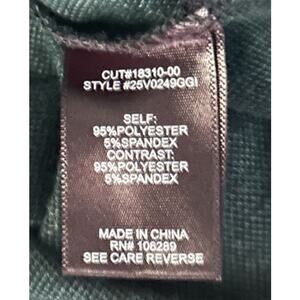 CUT#18310-00
STYLE #25V0249GGI
SELF:
95%POLYESTER
5%SPANDEX
CONTRAST:
95%POLYESTER
5%SPANDEX
MADE IN CHINA
RN# 106289
SEE CARE REVERSE